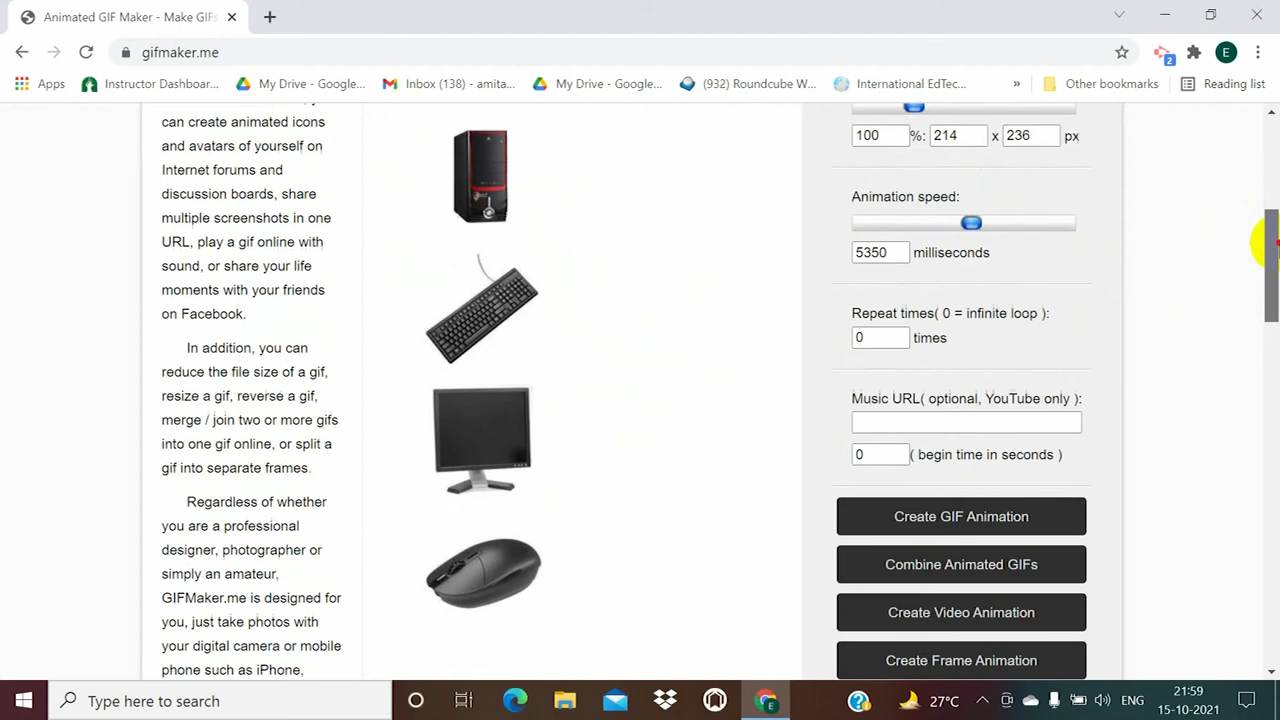 Animated GIF Maker - Make GIFs
gifmaker.me
E
2
Apps
Instructor Dashboar...
My Drive - Google...
Inbox (138) - amita...
My Drive - Google...
(932) Roundcube W...
International EdTec...
»
Other bookmarks
Reading list
can create animated icons
and avatars of yourself on
Internet forums and
discussion boards, share
multiple screenshots in one
URL, play a gif online with
sound, or share your life
moments with your friends
on Facebook.
In addition, you can
reduce the file size of a gif,
resize a gif, reverse a gif,
merge / join two or more gifs
into one gif online, or split a
gif into separate frames.
Regardless of whether
you are a professional
designer, photographer or
simply an amateur,
GIFMaker.me is designed for
you, just take photos with
your digital camera or mobile
phone such as iPhone,
100 %: 214 x 236 px
Animation speed:
5350 milliseconds
Repeat times( 0 = infinite loop ):
0 times
Music URL( optional, YouTube only ):
0 ( begin time in seconds )
Create GIF Animation
Combine Animated GIFs
Create Video Animation
Create Frame Animation
Type here to search
27°C
ENG
21:59
15-10-2021